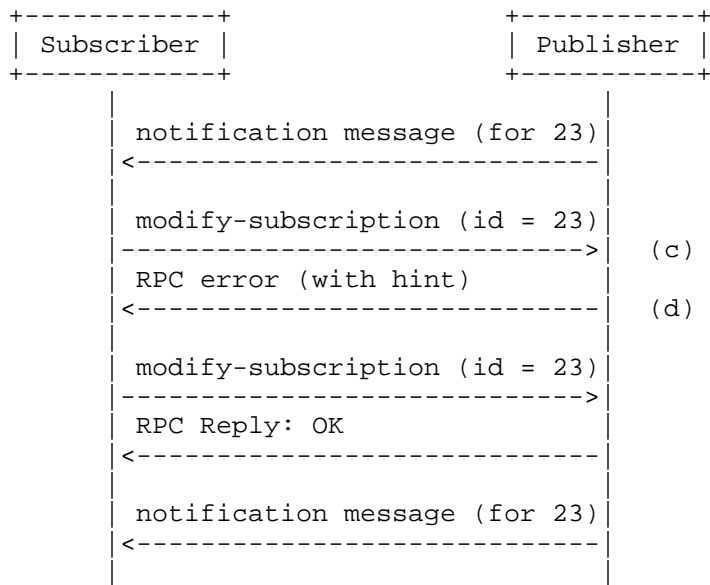 +------------+                 +-----------+
| Subscriber |                 | Publisher |
+------------+                 +-----------+
      |                              |
      | notification message (for 23)|
      |<-----------------------------|
      |                              |
      | modify-subscription (id = 23)|
      |----------------------------->|  (c)
      | RPC error (with hint)        |
      |<-----------------------------|  (d)
      |                              |
      | modify-subscription (id = 23)|
      |----------------------------->|
      | RPC Reply: OK                |
      |<-----------------------------|
      |                              |
      | notification message (for 23)|
      |<-----------------------------|
      |                              |